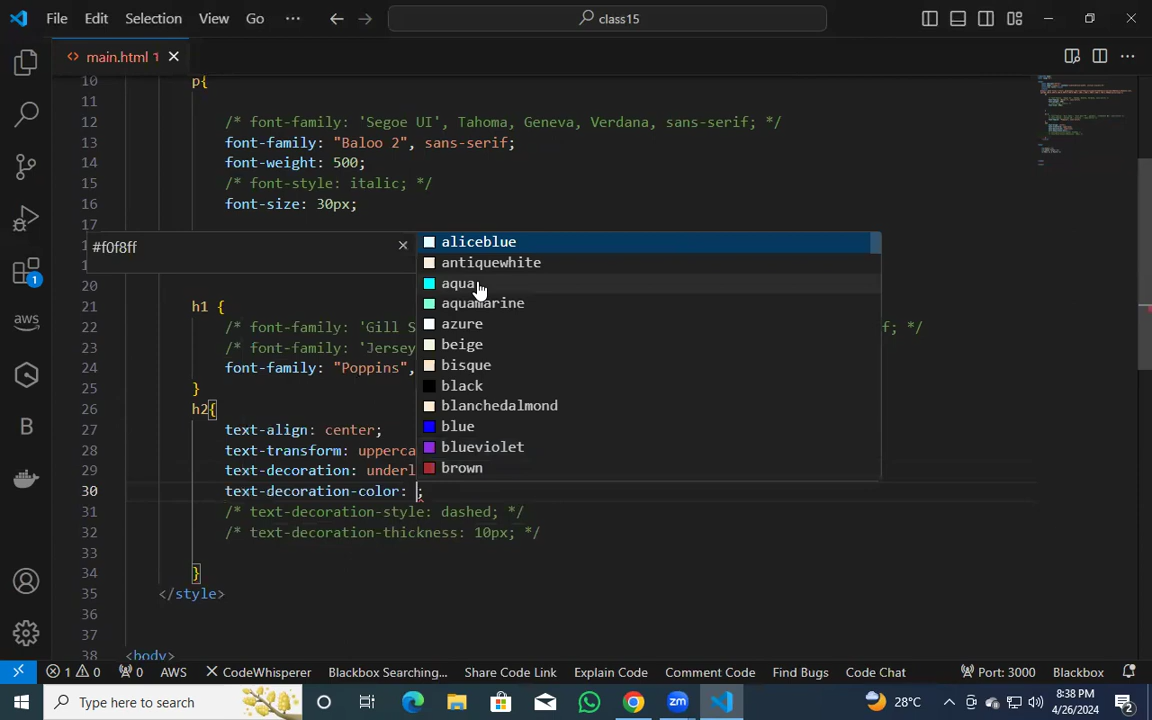 File Edit Selection View Go ··· class15
main.html 1
10 p{
11
12 /* font-family: 'Segoe UI', Tahoma, Geneva, Verdana, sans-serif; */
13 font-family: "Baloo 2", sans-serif;
14 font-weight: 500;
15 /* font-style: italic; */
16 font-size: 30px;
17
#f0f8ff
aliceblue
antiquewhite
aqua
aquamarine
azure
beige
bisque
black
blanchedalmond
blue
blueviolet
brown
20
21 h1 {
22 /* font-family: 'Gill S f; */
23 /* font-family: 'Jersey
24 font-family: "Poppins",
25 }
26 h2{
27 text-align: center;
28 text-transform: upperca
29 text-decoration: underl
30 text-decoration-color: ;
31 /* text-decoration-style: dashed; */
32 /* text-decoration-thickness: 10px; */
33
34 }
35 </style>
36
37
38 <body>
aws
B
1
1 0 0 AWS CodeWhisperer Blackbox Searching... Share Code Link Explain Code Comment Code Find Bugs Code Chat Port: 3000 Blackbox
Type here to search zm 28°C 8:38 PM 4/26/2024 2